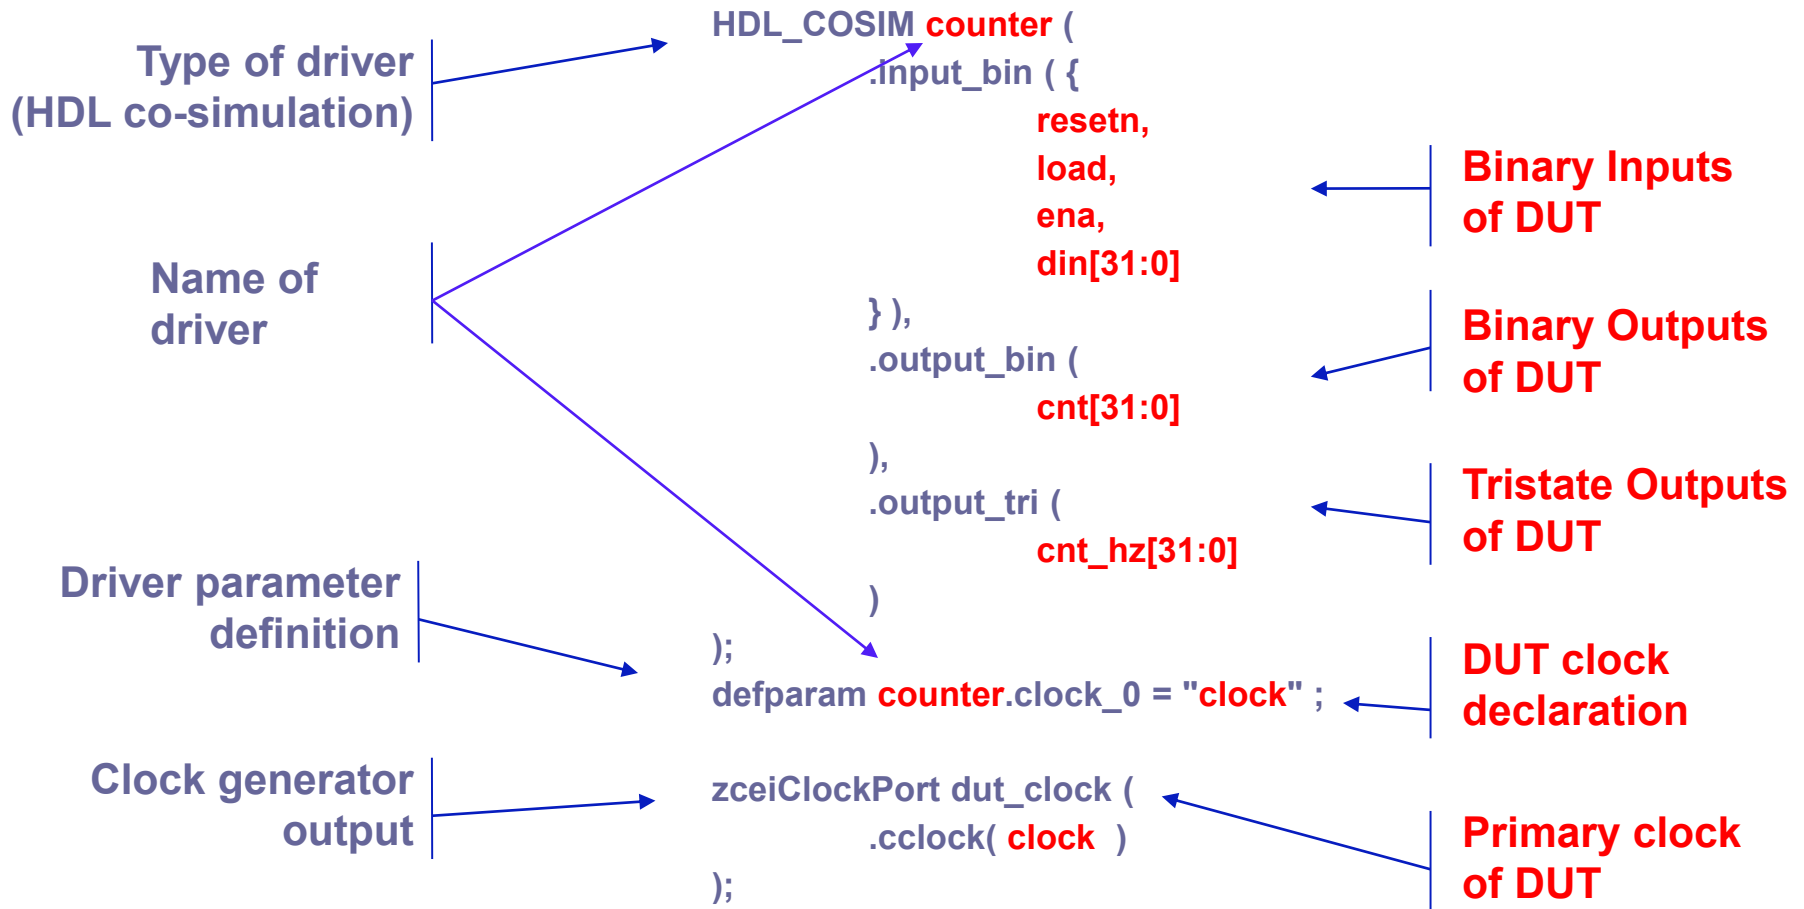 HDL_COSIM counter (
Type of driver
(HDL co-simulation)
.input_bin ( {
resetn,
load,
ena,
din[31:0]
Binary Inputs
of DUT
Name of
driver
} ),
.output_bin (
cnt[31:0]
Binary Outputs
of DUT
),
.output_tri (
cnt_hz[31:0]
Tristate Outputs
of DUT
)
);
Driver parameter
definition
defparam counter.clock_0 = "clock" ;
DUT clock
declaration
Clock generator
output
zceiClockPort dut_clock (
.cclock( clock )
);
Primary clock
of DUT